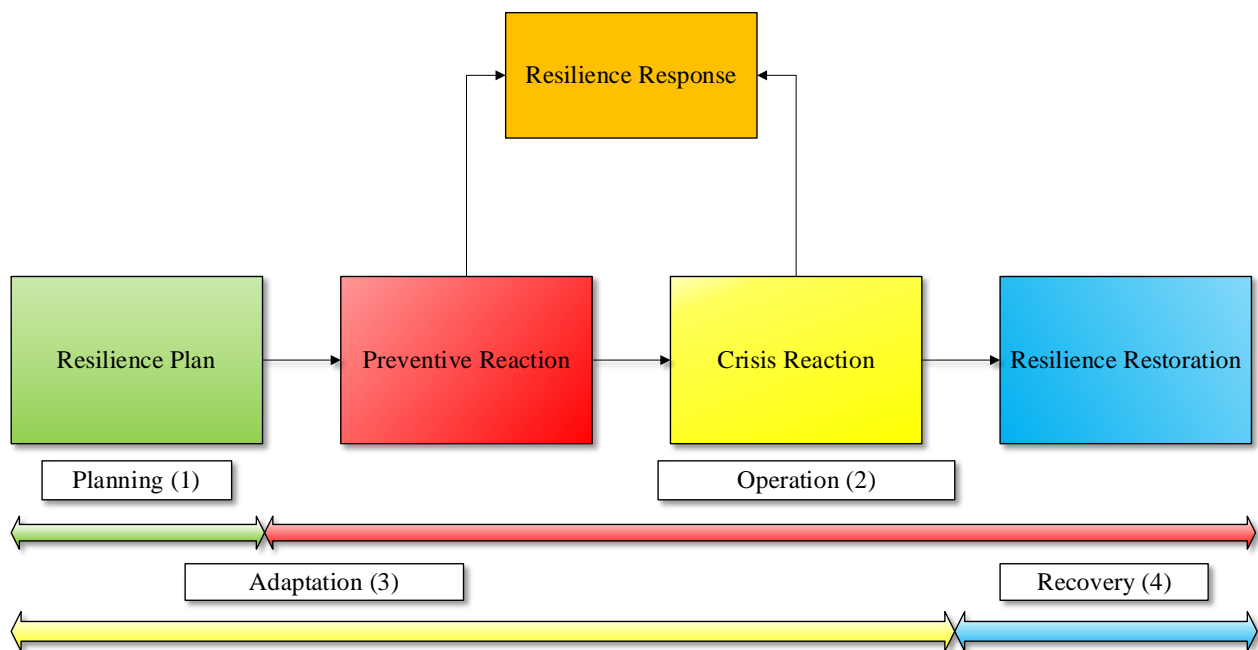 Resilience Response
Resilience Plan
Preventive Reaction
Crisis Reaction
Resilience Restoration
Planning (1)
Operation (2)
Adaptation (3)
Recovery (4)